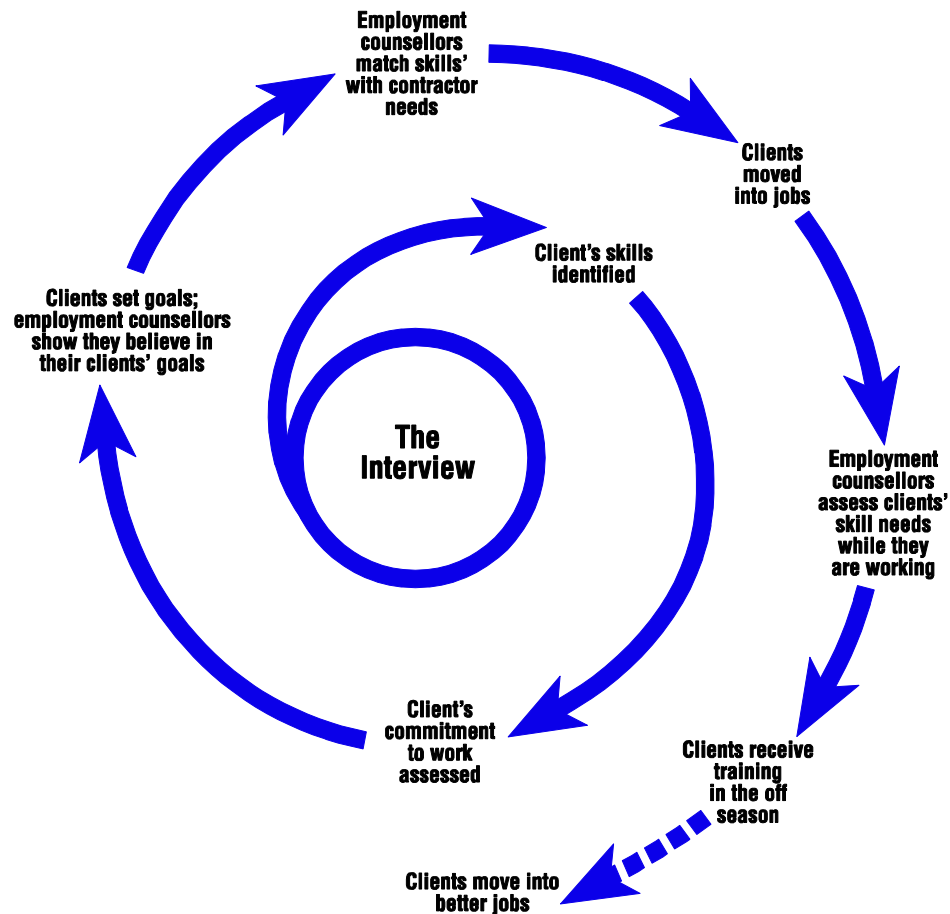 The
Interview
Client's skills
identified
Client's
commitment
to work
assessed
Clients set goals;
employment counsellors
show they believe in
their clients' goals
Employment
counsellors
match skills'
with contractor
needs
Clients
moved
into jobs
Employment
counsellors
assess clients'
skill needs
while they
are working
Clients receive
training
in the off
season
Clients move into
better jobs